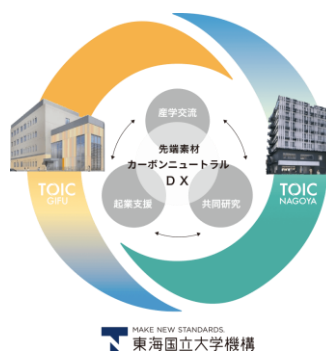 産学交流
先端素材
カーボンニュートラル
DX
TOIC
GIFU
TOIC
NAGOYA
起業支援
共同研究
MAKE NEW STANDARDS.
東海国立大学機構